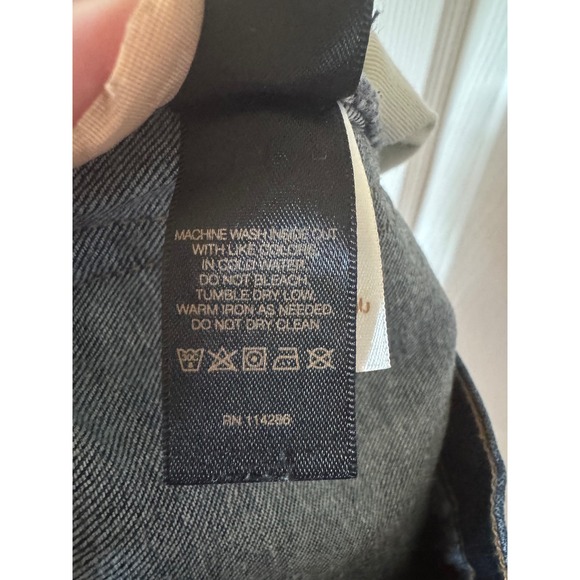 MACHINE WASH INSIDE OUT
WITH LIKE COLORS
IN COLD WATER.
DO NOT BLEACH.
TUMBLE DRY LOW.
WARM IRON AS NEEDED.
DO NOT DRY CLEAN
30C
RN 114286